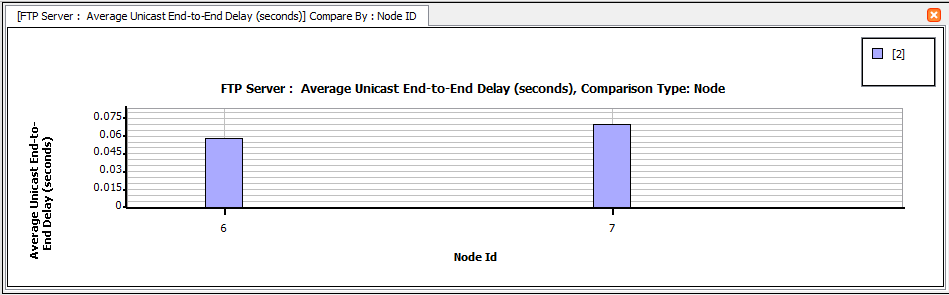 [FTP Server :  Average Unicast End-to-End Delay (seconds)] Compare By : Node ID
[2]
FTP Server :  Average Unicast End-to-End Delay (seconds), Comparison Type: Node
Average Unicast End-to-
End Delay (seconds)
0.075
0.06
0.045
0.03
0.015
0
6
7
Node Id